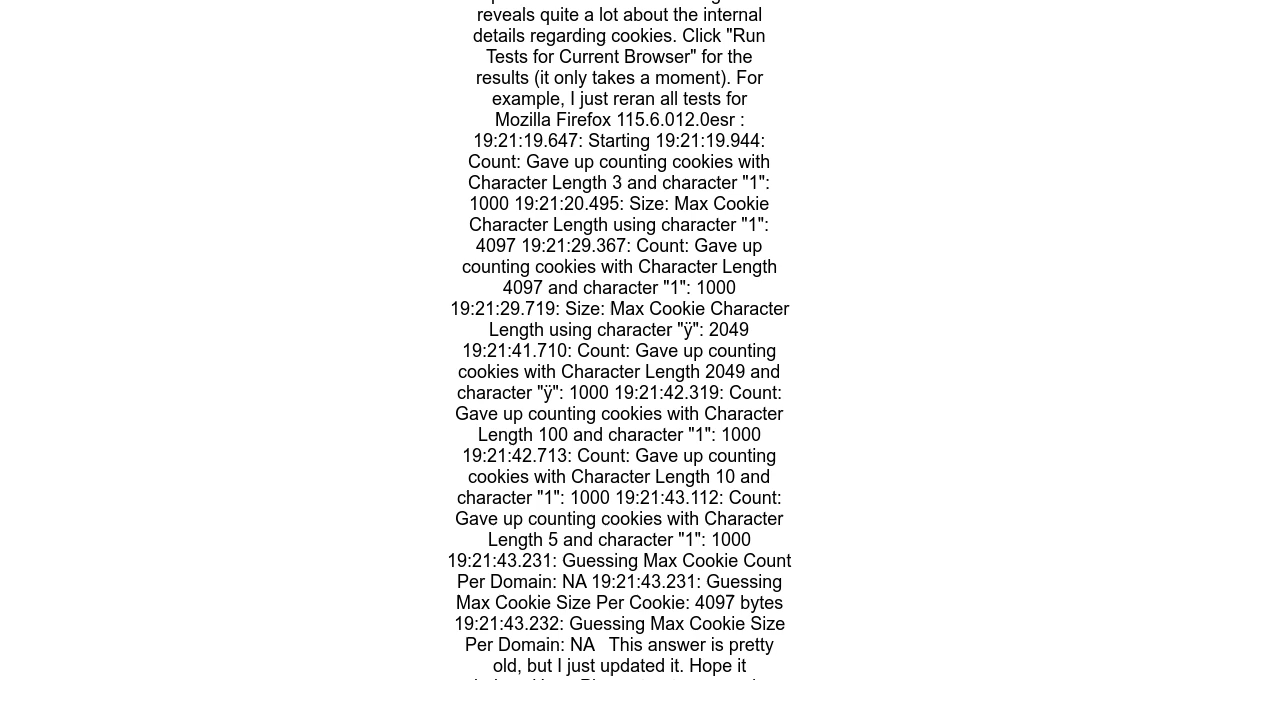 reveals quite a lot about the internal
details regarding cookies. Click "Run
Tests for Current Browser" for the
results (it only takes a moment). For
example, I just reran all tests for
Mozilla Firefox 115.6.012.0esr :
19:21:19.647: Starting 19:21:19.944:
Count: Gave up counting cookies with
Character Length 3 and character "1":
1000 19:21:20.495: Size: Max Cookie
Character Length using character "1":
4097 19:21:29.367: Count: Gave up
counting cookies with Character Length
4097 and character "1": 1000
19:21:29.719: Size: Max Cookie Character
Length using character "ÿ": 2049
19:21:41.710: Count: Gave up counting
cookies with Character Length 2049 and
character "ÿ": 1000 19:21:42.319: Count:
Gave up counting cookies with Character
Length 100 and character "1": 1000
19:21:42.713: Count: Gave up counting
cookies with Character Length 10 and
character "1": 1000 19:21:43.112: Count:
Gave up counting cookies with Character
Length 5 and character "1": 1000
19:21:43.231: Guessing Max Cookie Count
Per Domain: NA 19:21:43.231: Guessing
Max Cookie Size Per Cookie: 4097 bytes
19:21:43.232: Guessing Max Cookie Size
Per Domain: NA   This answer is pretty
old, but I just updated it. Hope it